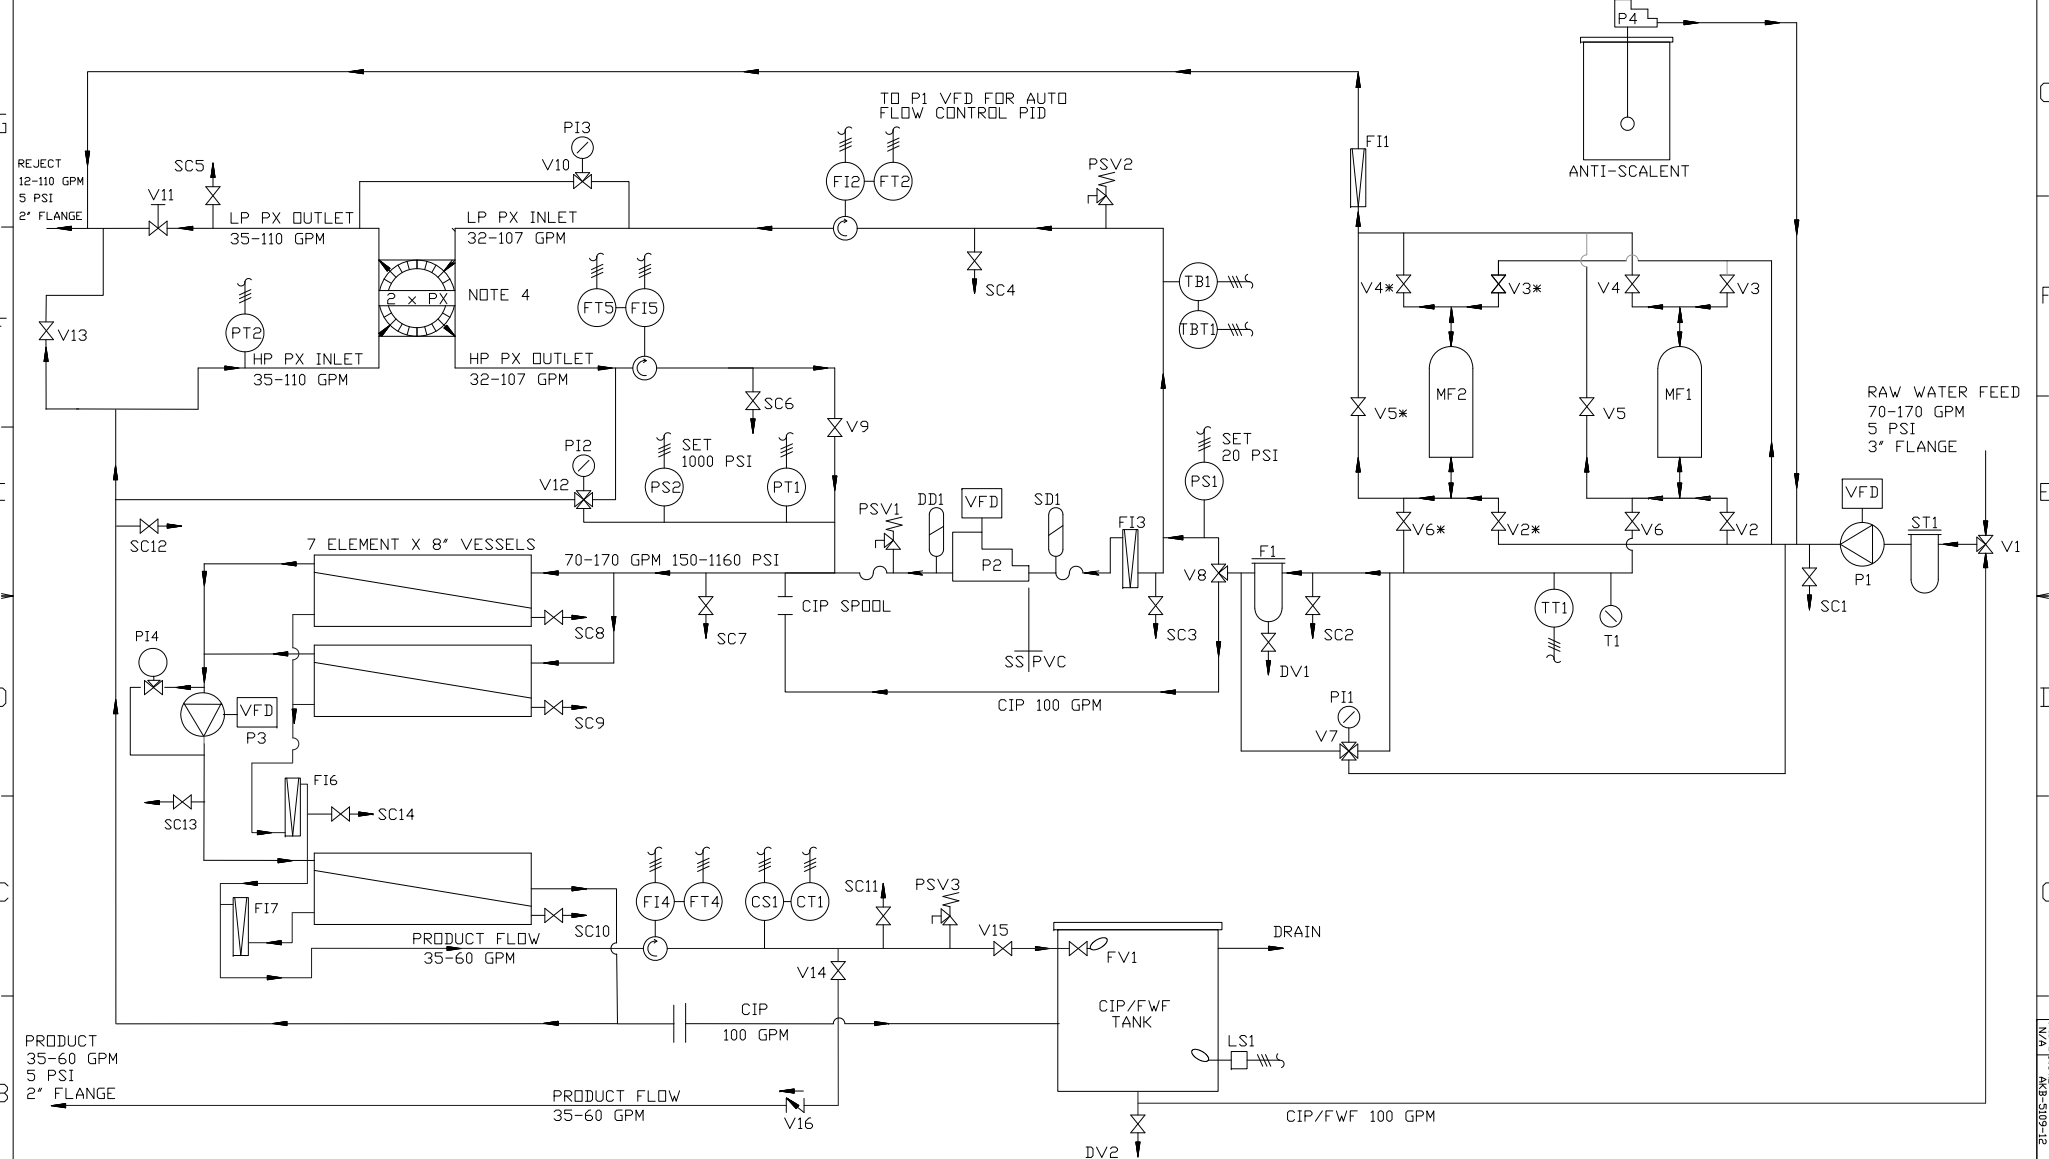 P4
ANTI-SCALENT
TO P1 VFD FOR AUTO
FLOW CONTROL PID
PI3
V10
SC5
V11
REJECT
12-110 GPM
5 PSI
2" FLANGE
LP PX OUTLET
35-110 GPM
LP PX INLET
32-107 GPM
FI2
FT2
PSV2
FI1
SC4
2 x PX
NOTE 4
FT5
FI5
PT2
V13
HP PX INLET
35-110 GPM
HP PX OUTLET
32-107 GPM
SC6
V9
TB1
TBT1
V4*
V3*
V4
V3
MF2
MF1
V5*
V5
RAW WATER FEED
70-170 GPM
5 PSI
3" FLANGE
PI2
V12
SET
1000 PSI
PS2
PT1
SET
20 PSI
PS1
PSV1
DD1
VFD
SD1
FI3
P2
V6*
V2*
V6
V2
VFD
ST1
P1
V1
SC1
SC12
7 ELEMENT X 8" VESSELS
70-170 GPM 150-1160 PSI
CIP SPOOL
SC7
SC8
SC3
V8
F1
SC2
DV1
TT1
T1
SS
PVC
CIP 100 GPM
PI1
V7
PI4
VFD
P3
SC9
FI6
SC13
SC14
FI7
SC10
FI4
FT4
CS1
CT1
SC11
PSV3
PRODUCT FLOW
35-60 GPM
V14
V15
FV1
DRAIN
CIP/FWF
TANK
LS1
CIP
100 GPM
PRODUCT
35-60 GPM
5 PSI
2" FLANGE
PRODUCT FLOW
35-60 GPM
V16
CIP/FWF 100 GPM
DV2
G
F
E
D
C
B
F
E
D
C
N/A
AKB-5109-12